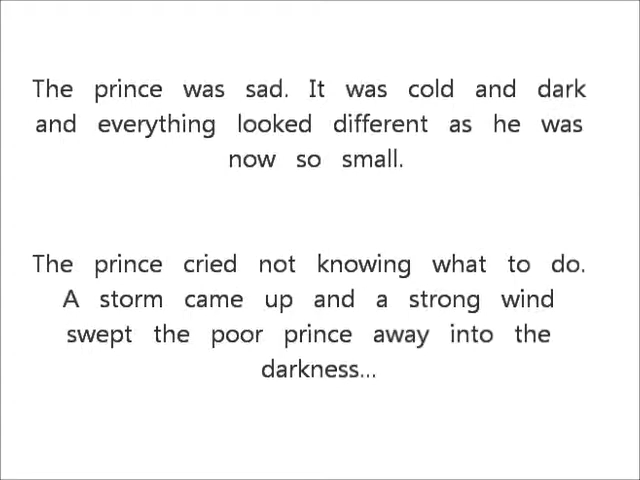 The prince was sad. It was cold and dark
and everything looked different as he was
now so small.
The prince cried not knowing what to do.
A storm came up and a strong wind
swept the poor prince away into the
darkness...